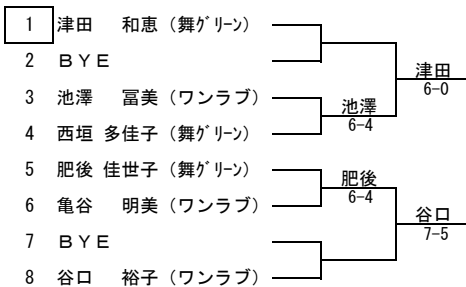 1 津田 和恵（舞ｸﾞﾘｰﾝ）
2 ＢＹＥ
津田
6-0
3 池澤 冨美（ワンラブ）
池澤
6-4
4 西垣 多佳子（舞ｸﾞﾘｰﾝ）
5 肥後 佳世子（舞ｸﾞﾘｰﾝ）
肥後
6-4
6 亀谷 明美（ワンラブ）
谷口
7-5
7 ＢＹＥ
8 谷口 裕子（ワンラブ）